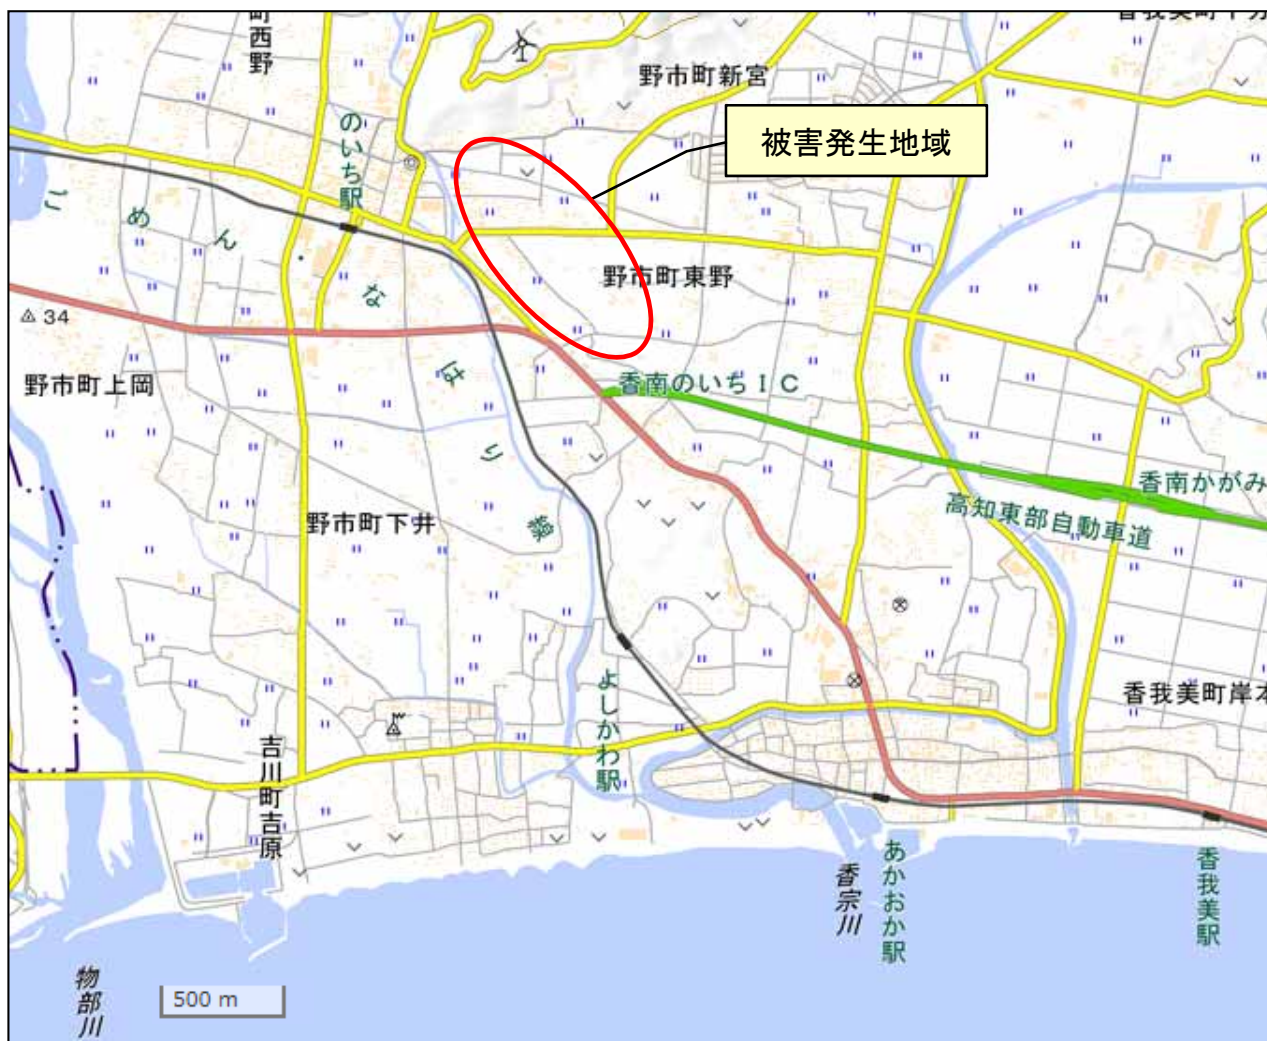 町西野
野市町新宮
被害発生地域
のいち駅
ごめん・なはり線
野市町東野
34
野市町上岡
香南のいちIC
香南かがみ
高知東部自動車道
野市町下井
香我美町岸本
よしかわ駅
吉川町吉原
香宗川
あかおか駅
香我美駅
物部川
500 m